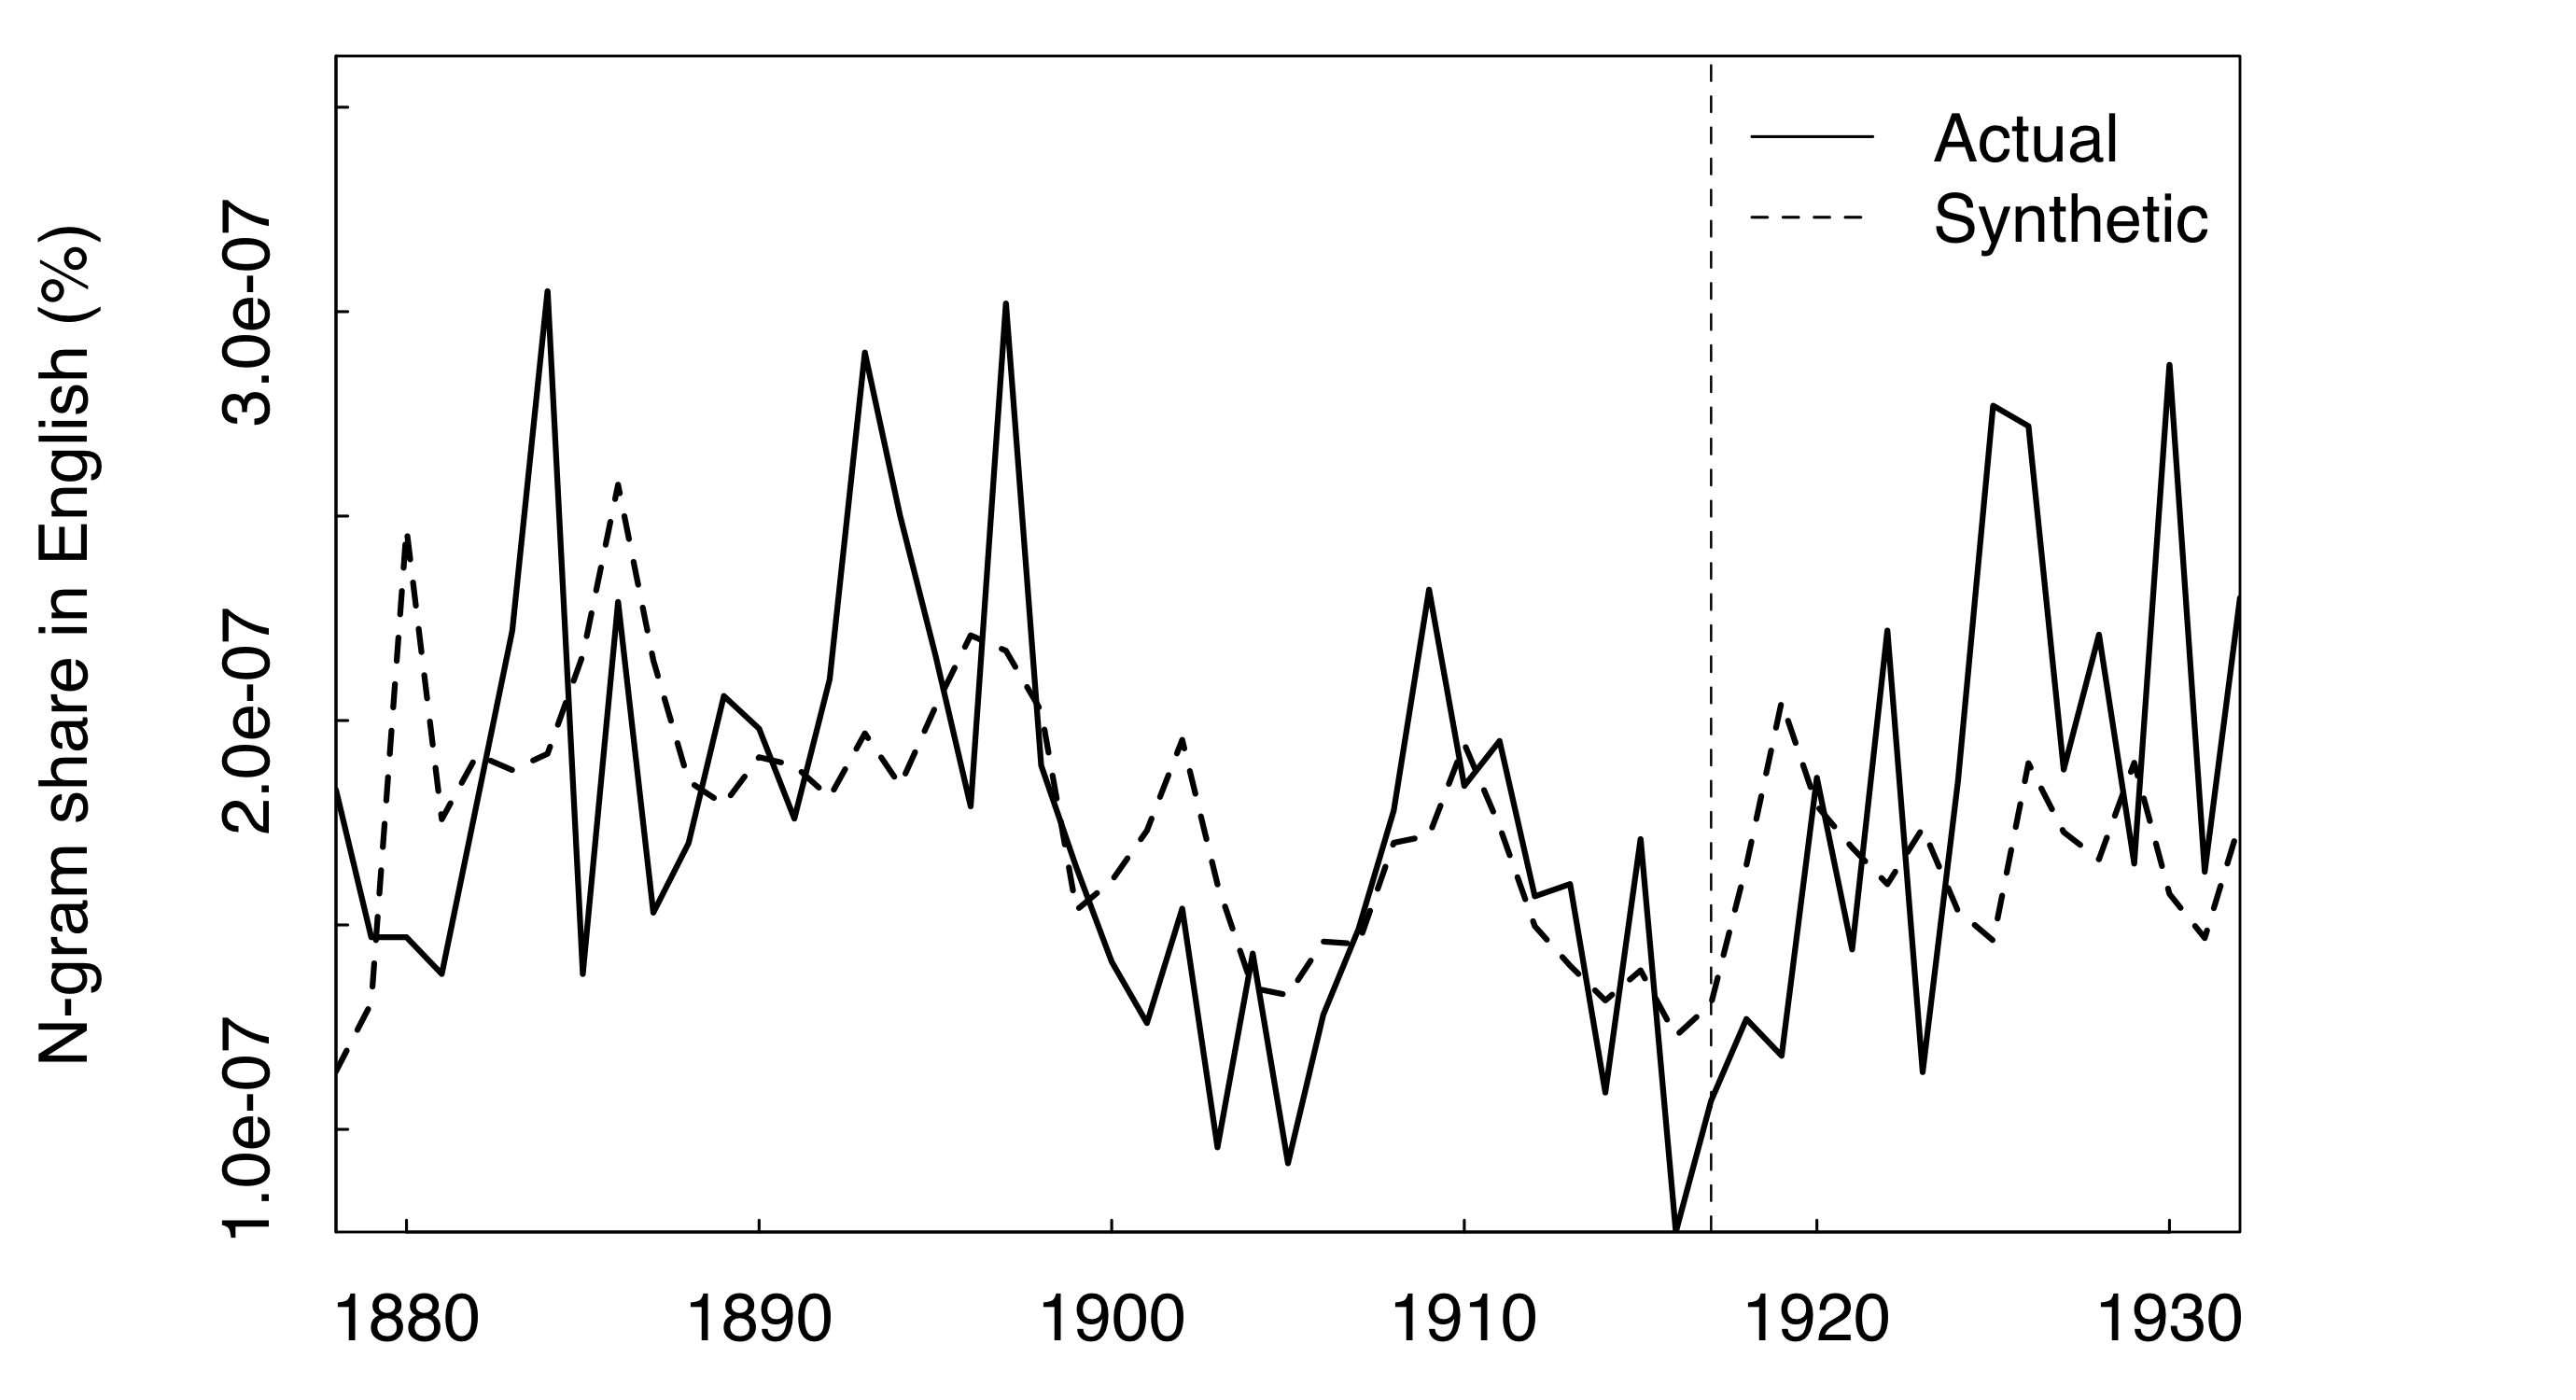 N-gram share in English (%)
3.0e-07
2.0e-07
1.0e-07
Actual
Synthetic
1880 1890 1900 1910 1920 1930